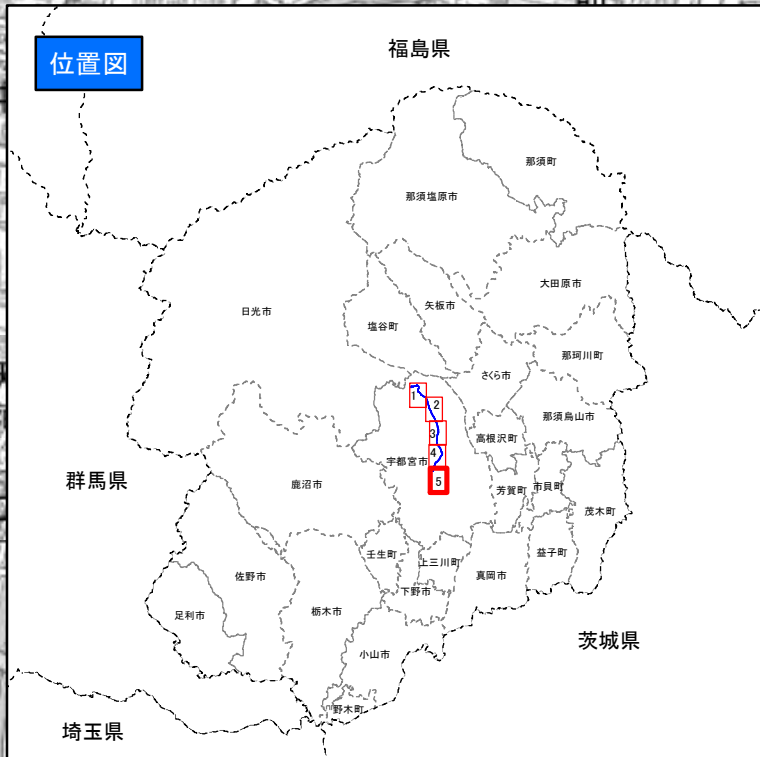 福島県
位置図
那須町
那須塩原市
大田原市
矢板市
日光市
塩谷町
那珂川町
さくら市
1
2
那須烏山市
3
高根沢町
4
宇都宮市
群馬県
鹿沼市
5
芳賀町
市貝町
茂木町
壬生町
上三川町
益子町
佐野市
真岡市
下野市
足利市
栃木市
茨城県
小山市
野木町
埼玉県